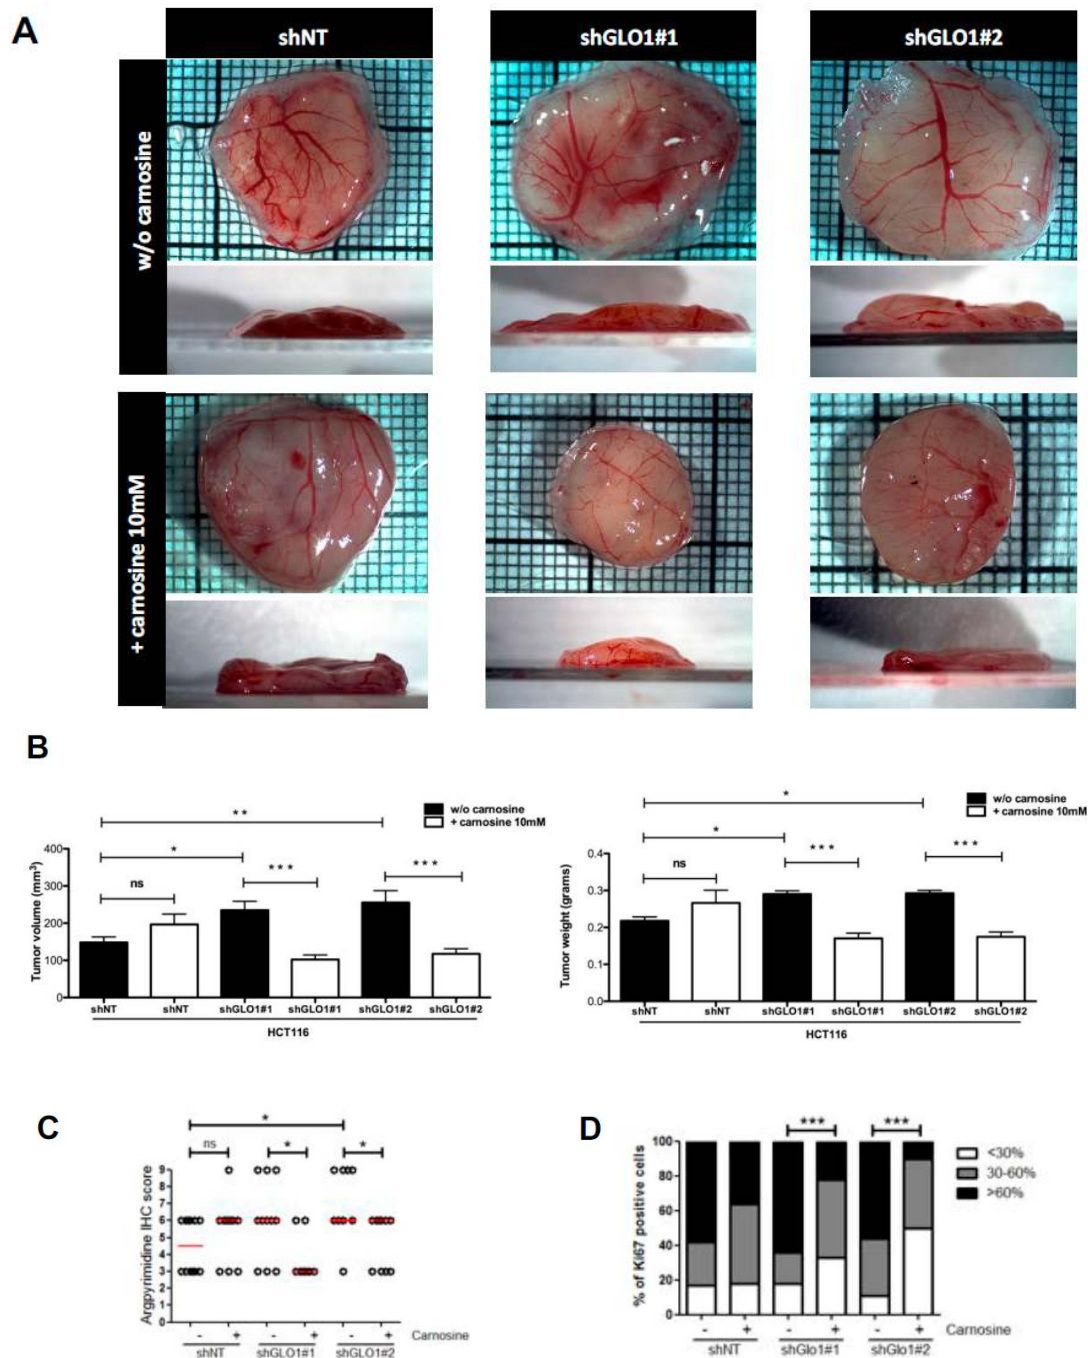 A
shNT
shGLO1#1
shGLO1#2
w/o carnosine
+ carnosine 10mM
B
w/o carnosine
+ carnosine 10mM
**
*
ns
***
***
400
300
200
100
0
Tumor volume (mm³)
shNT
shNT
shGLO1#1
shGLO1#1
shGLO1#2
shGLO1#2
HCT116
w/o carnosine
+ carnosine 10mM
*
*
ns
***
***
0.4
0.3
0.2
0.1
0.0
Tumor weight (grams)
shNT
shNT
shGLO1#1
shGLO1#1
shGLO1#2
shGLO1#2
HCT116
C
*
ns
*
*
9
8
7
6
5
4
3
2
1
0
Argpyrimidine IHC score
- + - + - + Carnosine
shNT
shGLO1#1
shGLO1#2
D
***
***
<30%
30-60%
>60%
100
80
60
40
20
0
% of Ki67 positive cells
- + - + - + Carnosine
shNT
shGlo1#1
shGlo1#2